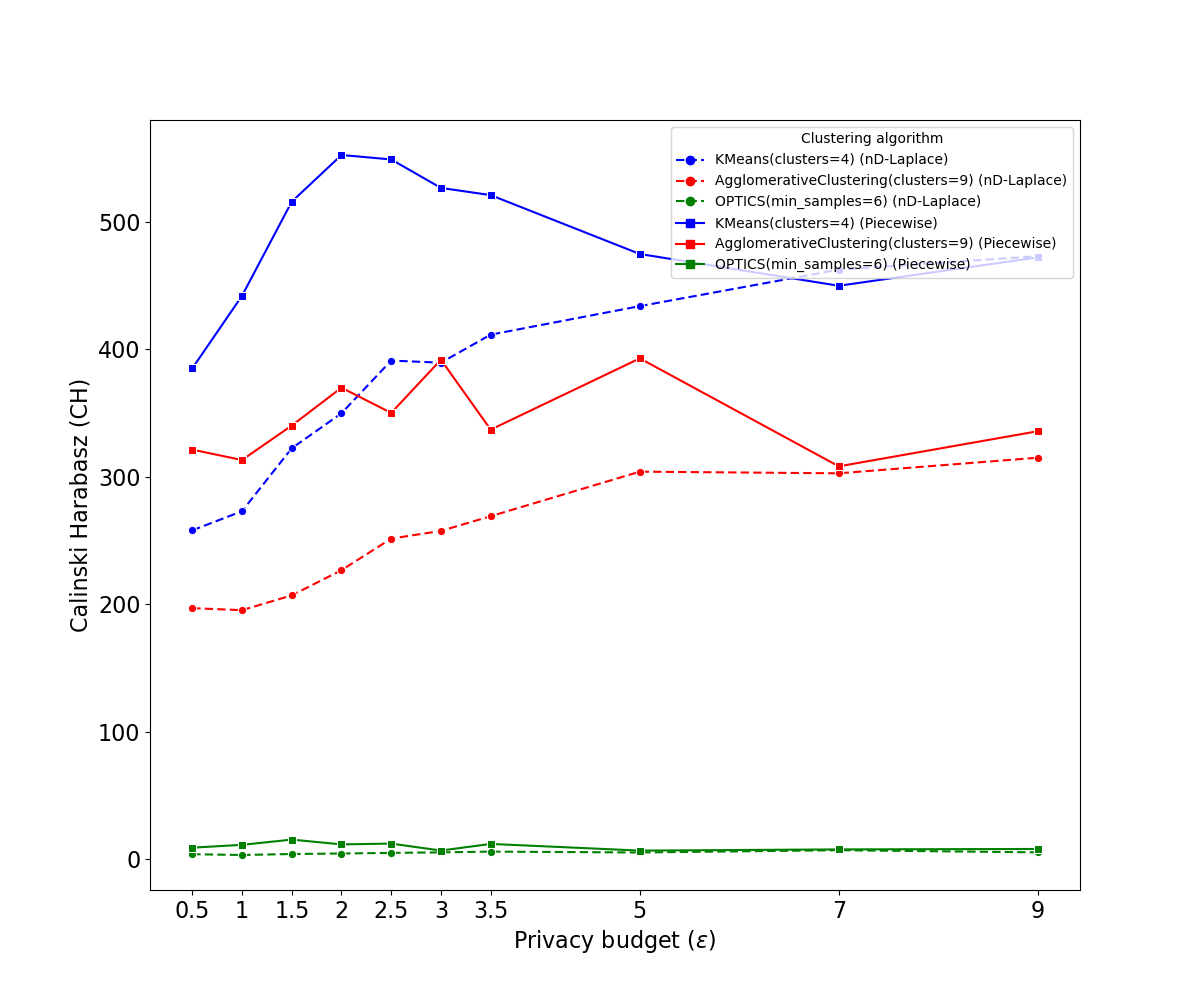 Clustering algorithm
KMeans(clusters=4) (nD-Laplace)
AgglomerativeClustering(clusters=9) (nD-Laplace)
OPTICS(min_samples=6) (nD-Laplace)
KMeans(clusters=4) (Piecewise)
AgglomerativeClustering(clusters=9) (Piecewise)
OPTICS(min_samples=6) (Piecewise)
500
400
300
200
100
0
Calinski Harabasz (CH)
0.5 1 1.5 2 2.5 3 3.5 5 7 9
Privacy budget (ε)